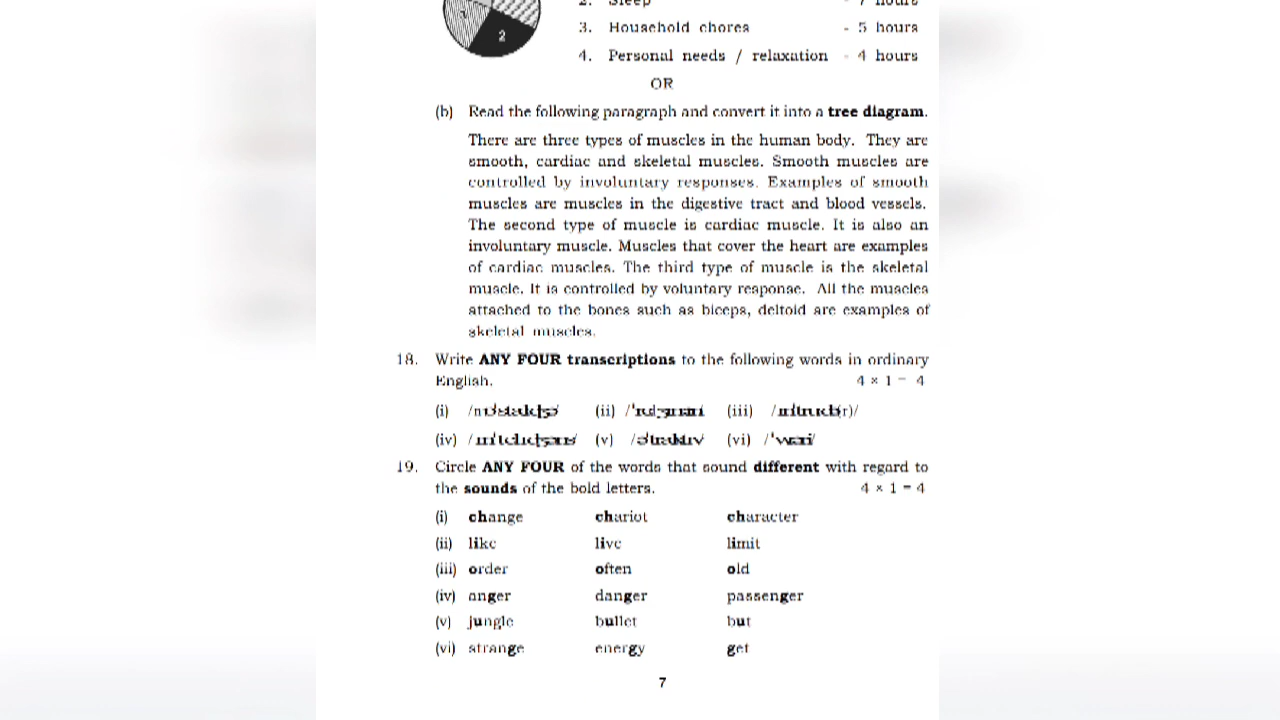 2. Sleep - 7 hours
1 2
3. Household chores - 5 hours
4. Personal needs / relaxation - 4 hours
OR
(b) Read the following paragraph and convert it into a tree diagram.
There are three types of muscles in the human body. They are
smooth, cardiac and skeletal muscles. Smooth muscles are
controlled by involuntary responses. Examples of smooth
muscles are muscles in the digestive tract and blood vessels.
The second type of muscle is cardiac muscle. It is also an
involuntary muscle. Muscles that cover the heart are examples
of cardiac muscles. The third type of muscle is the skeletal
muscle. It is controlled by voluntary response. All the muscles
attached to the bones such as biceps, deltoid are examples of
skeletal muscles.
18. Write ANY FOUR transcriptions to the following words in ordinary
English. 4 × 1 = 4
(i) (ii) (iii)
(iv) (v) (vi)
19. Circle ANY FOUR of the words that sound different with regard to
the sounds of the bold letters. 4 × 1 = 4
(i) change chariot character
(ii) like live limit
(iii) order often old
(iv) anger danger passenger
(v) jungle bullet but
(vi) strange energy get
7